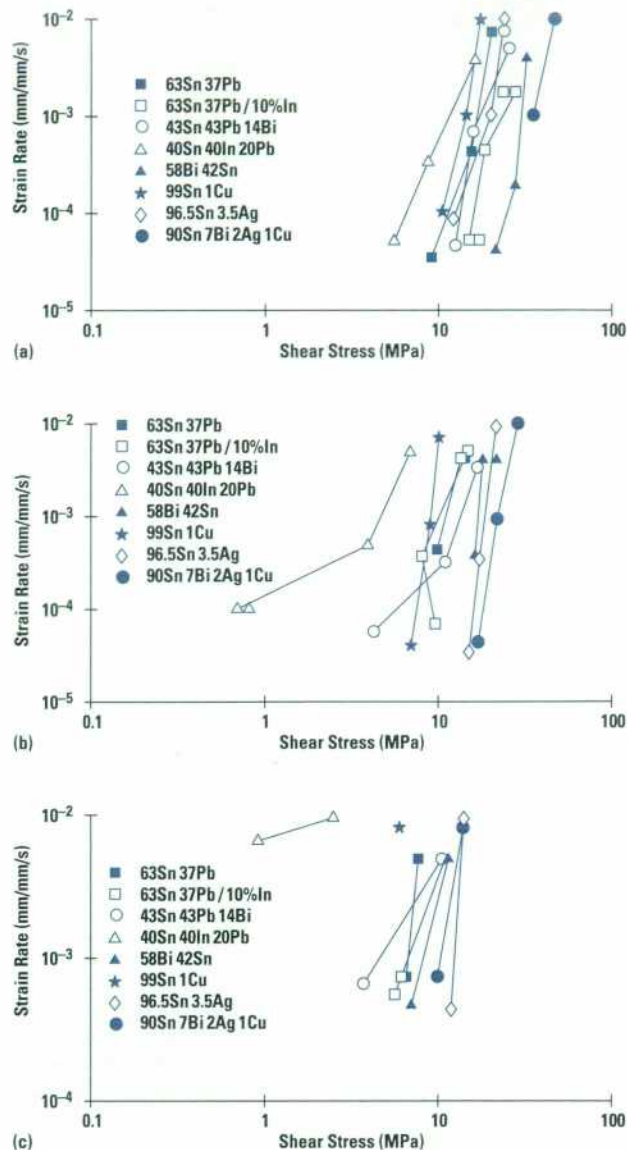 10⁻²
63Sn 37Pb
63Sn 37Pb / 10%In
10⁻³
43Sn 43Pb 14Bi
40Sn 40In 20Pb
58Bi 42Sn
99Sn 1Cu
10⁻⁴
96.5Sn 3.5Ag
90Sn 7Bi 2Ag 1Cu
Strain Rate (mm/mm/s)
10⁻⁵
0.1 1 10 100
(a) Shear Stress (MPa)
10⁻²
63Sn 37Pb
63Sn 37Pb / 10%In
43Sn 43Pb 14Bi
10⁻³
40Sn 40In 20Pb
58Bi 42Sn
99Sn 1Cu
96.5Sn 3.5Ag
10⁻⁴
90Sn 7Bi 2Ag 1Cu
Strain Rate (mm/mm/s)
10⁻⁵
0.1 1 10 100
(b) Shear Stress (MPa)
10⁻²
63Sn 37Pb
63Sn 37Pb / 10%In
43Sn 43Pb 14Bi
40Sn 40In 20Pb
10⁻³
58Bi 42Sn
99Sn 1Cu
96.5Sn 3.5Ag
90Sn 7Bi 2Ag 1Cu
Strain Rate (mm/mm/s)
10⁻⁴
0.1 1 10 100
(c) Shear Stress (MPa)